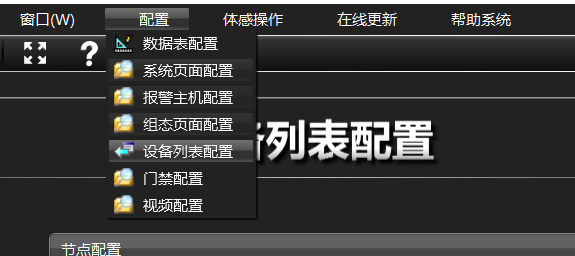 窗口(W) 配置 体感操作 在线更新 帮助系统
?
数据表配置
系统页面配置
报警主机配置
组态页面配置
设备列表配置
门禁配置
视频配置
备列表配置
节点配置